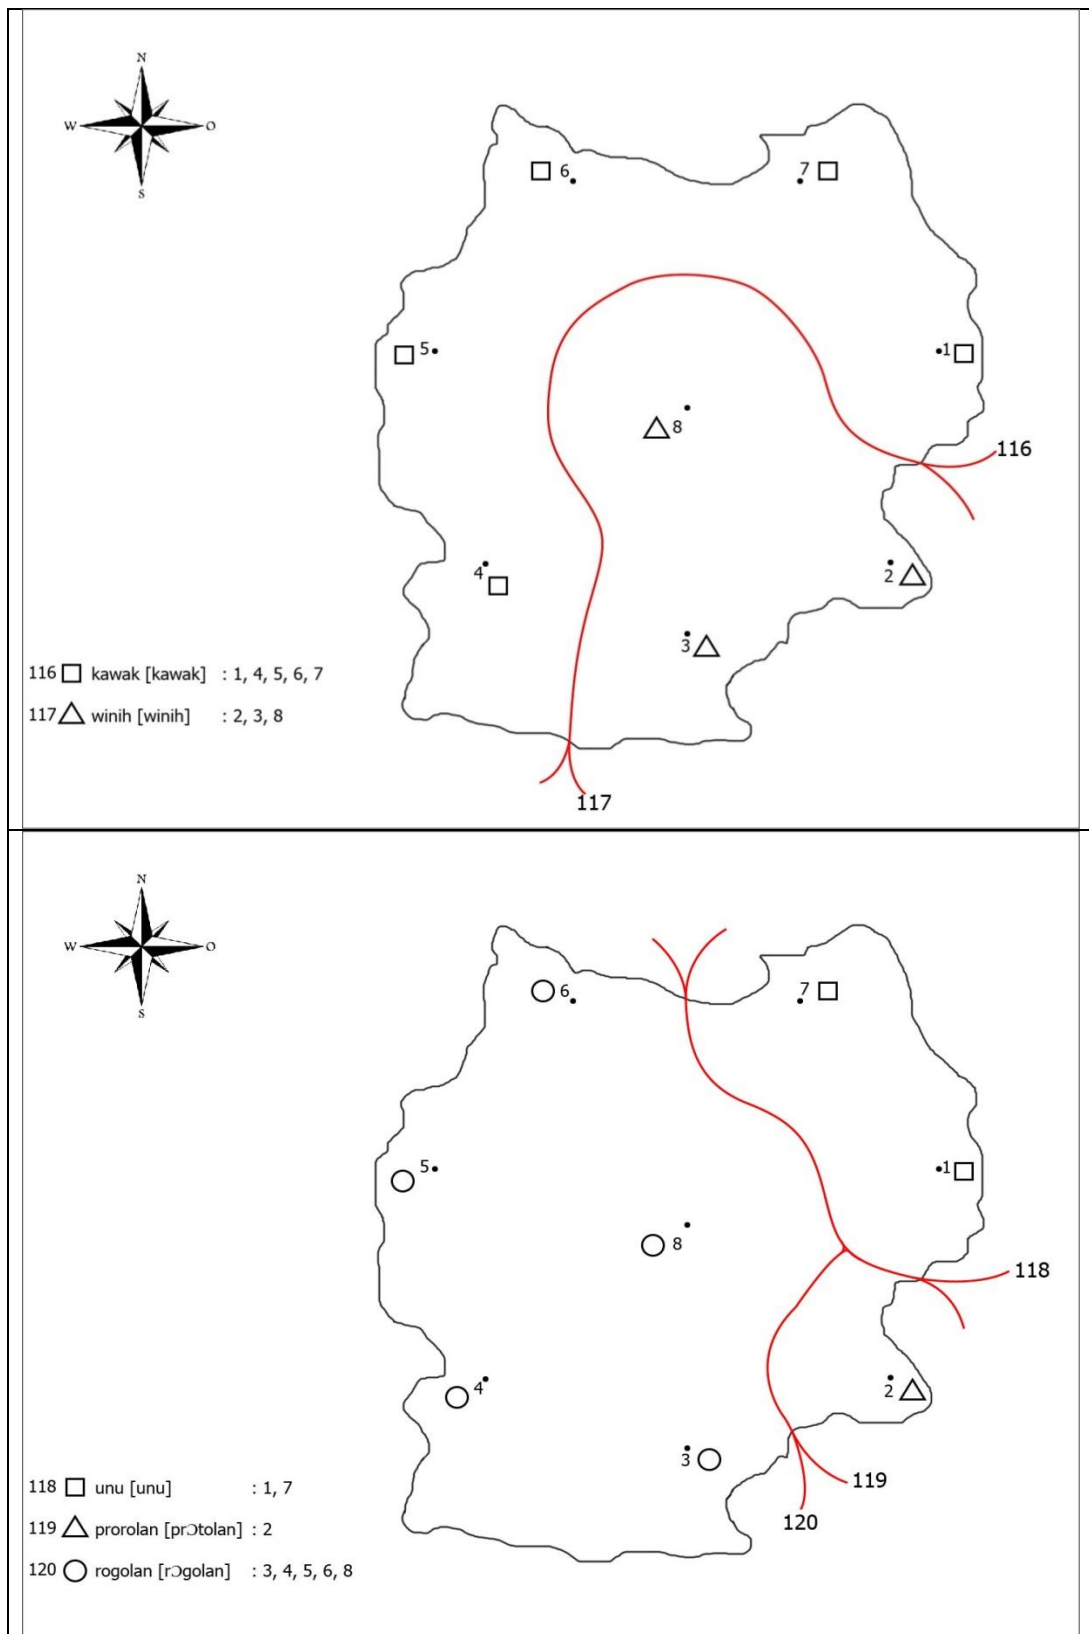 N
W O
S
6 7
5 1
8
116
4 2
3
116 kawak [kawak] : 1, 4, 5, 6, 7
117 winih [winih] : 2, 3, 8
117
N
W O
S
6 7
5 1
8
118
4 2
3
119
118 unu [unu] : 1, 7
120
119 prorolan [prɔtolan] : 2
120 rogolan [rɔgolan] : 3, 4, 5, 6, 8